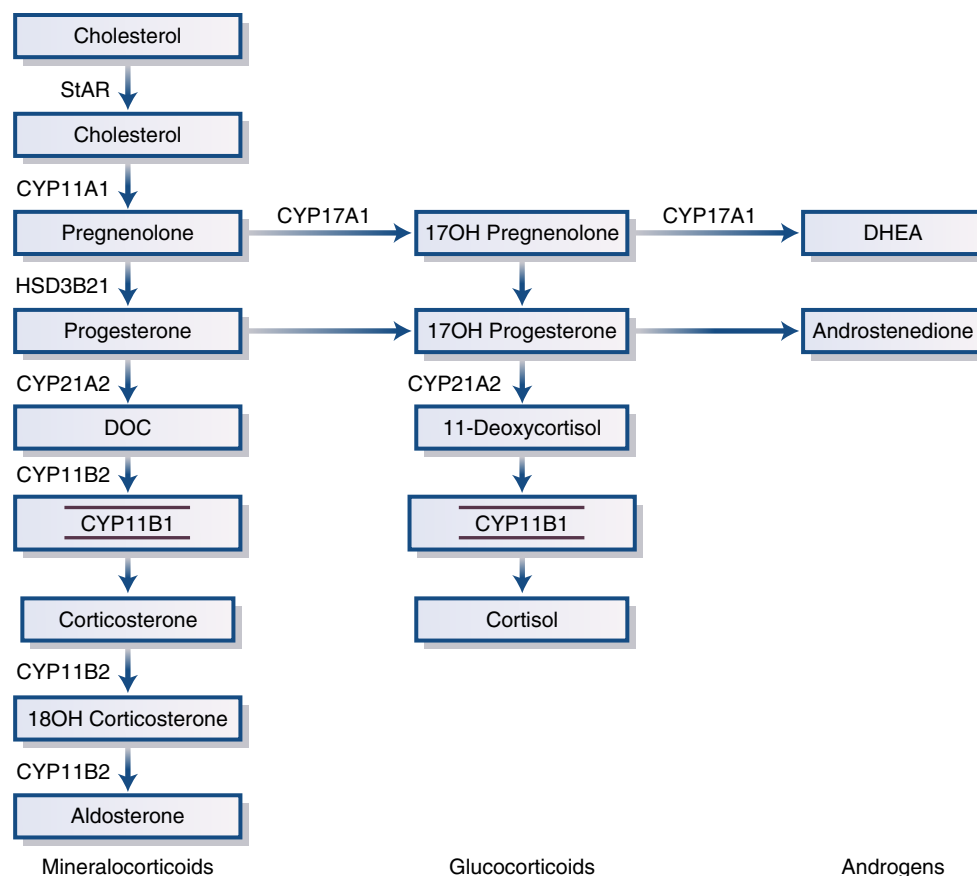 Cholesterol
StAR
Cholesterol
CYP11A1
CYP17A1
CYP17A1
Pregnenolone
17OH Pregnenolone
DHEA
HSD3B21
Progesterone
17OH Progesterone
Androstenedione
CYP21A2
CYP21A2
DOC
11-Deoxycortisol
CYP11B2
CYP11B1
CYP11B1
Corticosterone
Cortisol
CYP11B2
18OH Corticosterone
CYP11B2
Aldosterone
Mineralocorticoids
Glucocorticoids
Androgens